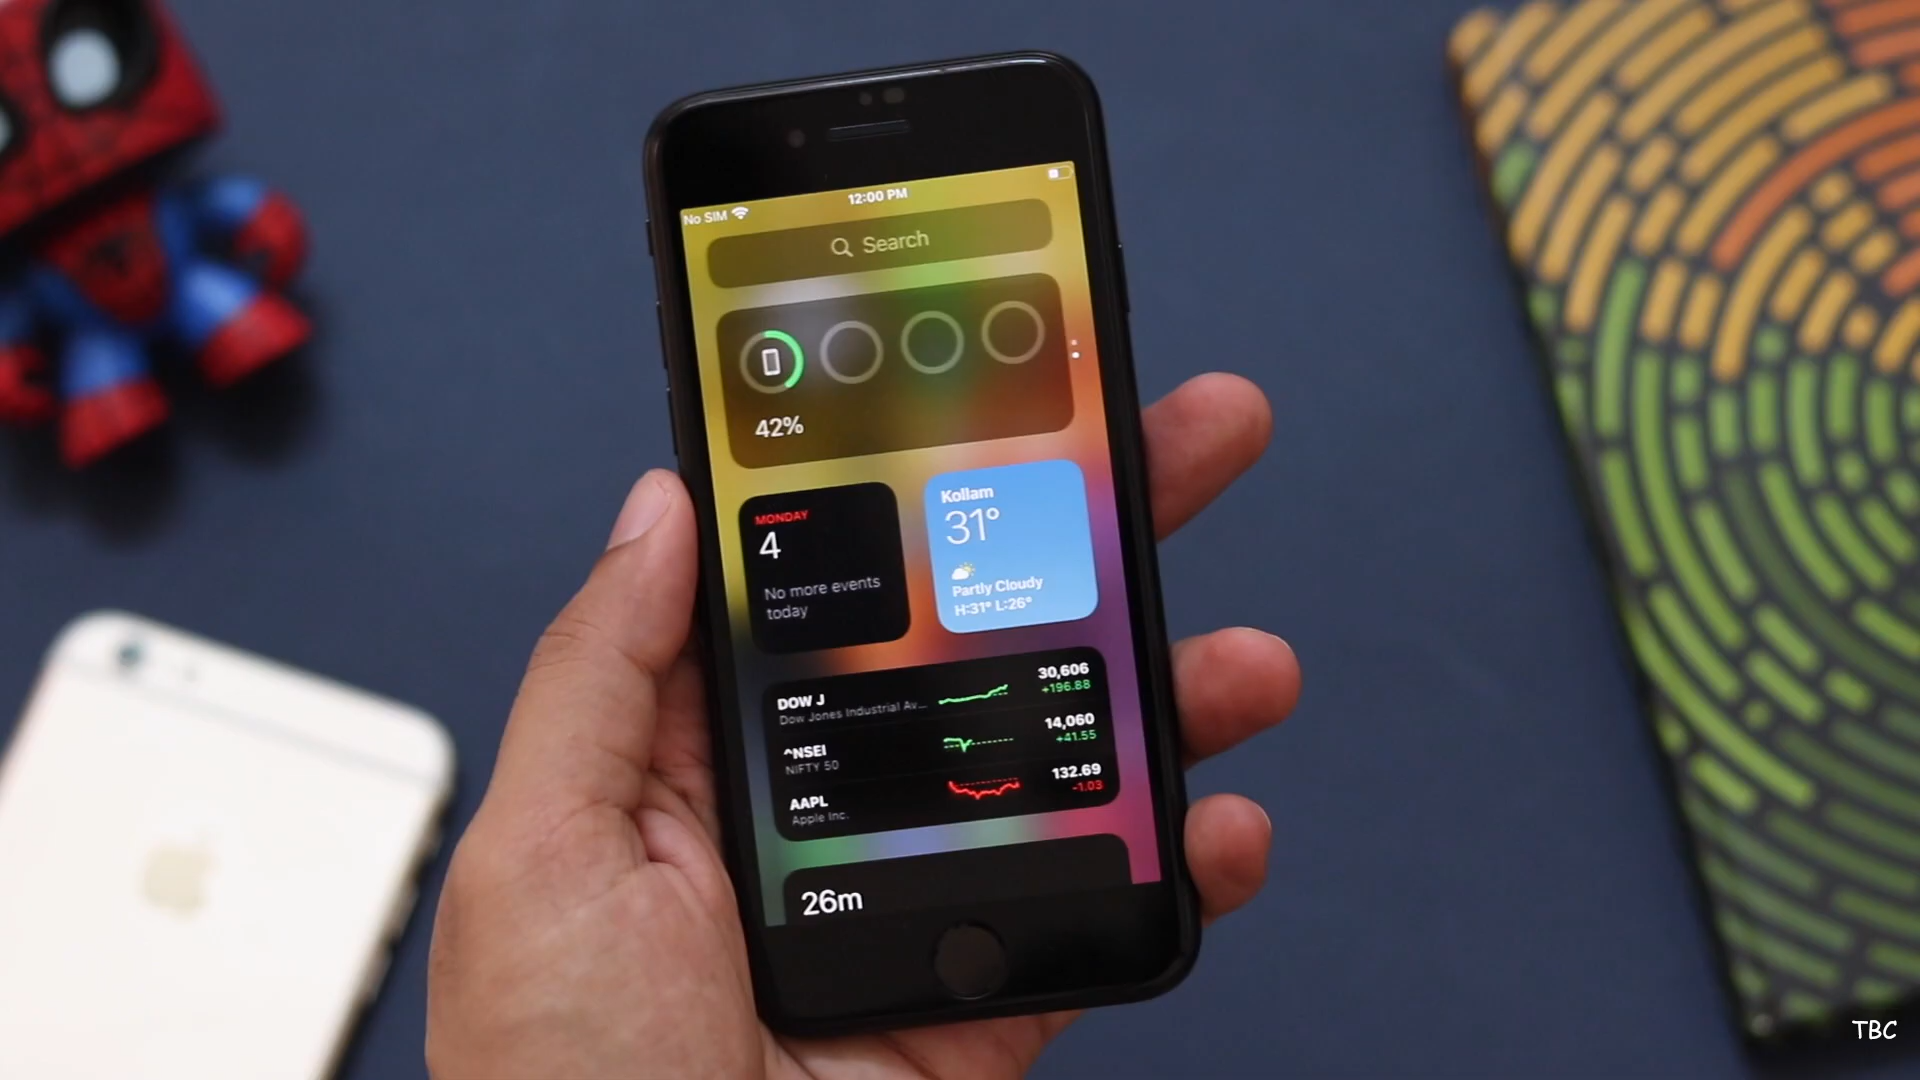 No SIM
12:00 PM
Search
42%
MONDAY
4
No more events
today
Kollam
31°
Partly Cloudy
H:31° L:26°
DOW J
Dow Jones Industrial Av...
30,606
+196.88
^NSEI
NIFTY 50
14,060
+41.55
AAPL
Apple Inc.
132.69
-1.03
26m
TBC